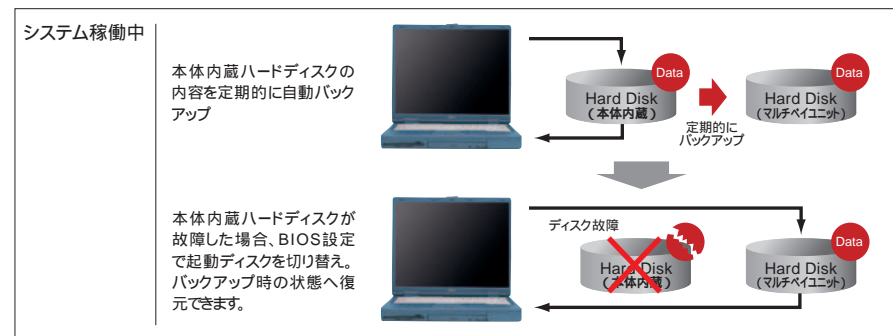 システム稼働中
本体内蔵ハードディスクの
内容を定期的に自動バック
アップ
Data
Hard Disk
(本体内蔵)
定期的に
バックアップ
Data
Hard Disk
(マルチベイユニット)
本体内蔵ハードディスクが
故障した場合、BIOS設定
で起動ディスクを切り替え。
バックアップ時の状態へ復
元できます。
ディスク故障
Hard Disk
(本体内蔵)
Data
Hard Disk
(マルチベイユニット)